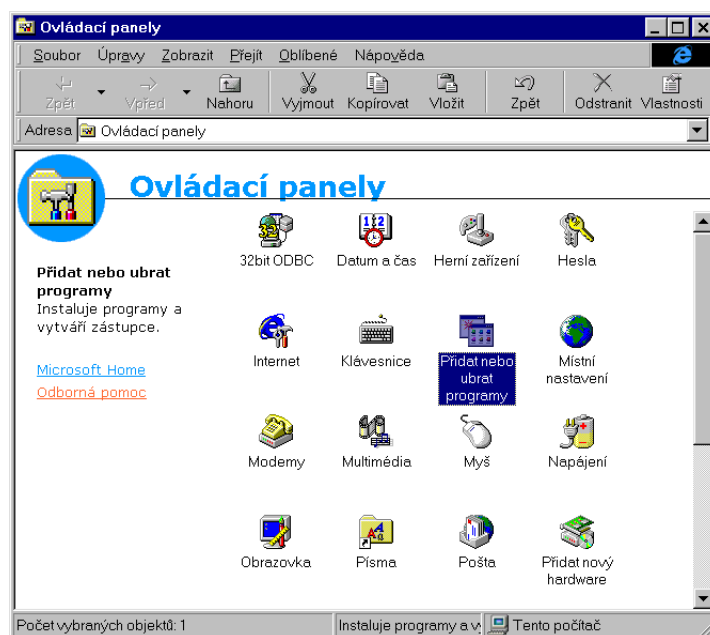 Ovládací panely
Soubor Úpravy Zobrazit Přejít Oblíbené Nápověda
Zpět Vpřed Nahoru Vyjmout Kopírovat Vložit Zpět Odstranit Vlastnosti
Adresa Ovládací panely
Ovládací panely
Přidat nebo ubrat
programy
Instaluje programy a
vytváří zástupce.
Microsoft Home
Odborná pomoc
32bit ODBC Datum a čas Herní zařízení Hesla
Internet Klávesnice Přidat nebo
ubrat
programy
Místní
nastavení
Modemy Multimédia Myš Napájení
Obrazovka Písma Pošta Přidat nový
hardware
Počet vybraných objektů: 1 Instaluje programy a v Tento počítač